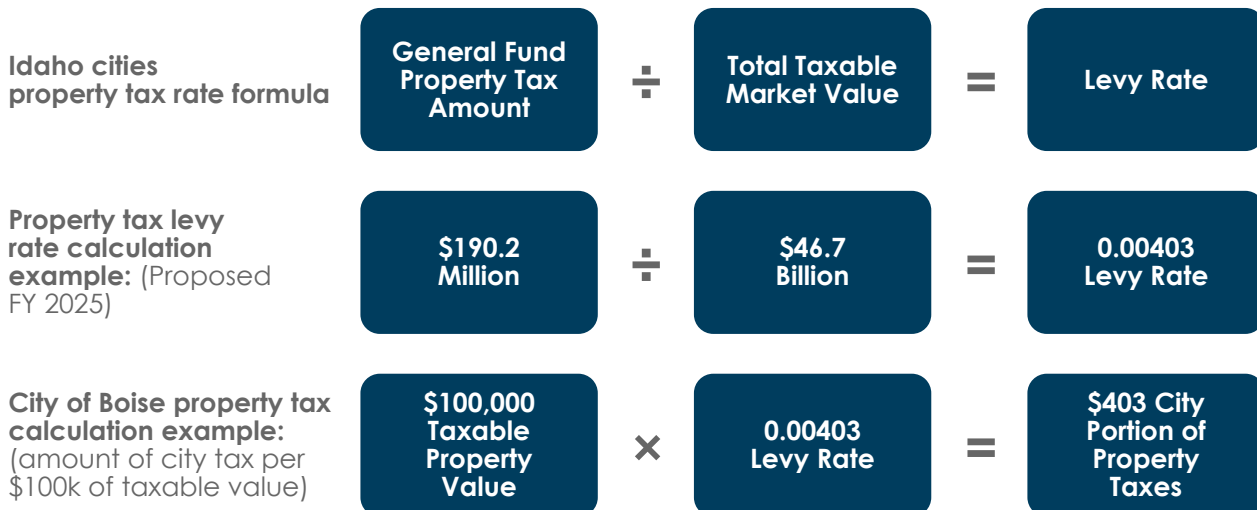 Idaho cities
property tax rate formula
General Fund
Property Tax
Amount
÷
Total Taxable
Market Value
=
Levy Rate
Property tax levy
rate calculation
example: (Proposed
FY 2025)
$190.2
Million
÷
$46.7
Billion
=
0.00403
Levy Rate
City of Boise property tax
calculation example:
(amount of city tax per
$100k of taxable value)
$100,000
Taxable
Property
Value
×
0.00403
Levy Rate
=
$403 City
Portion of
Property
Taxes